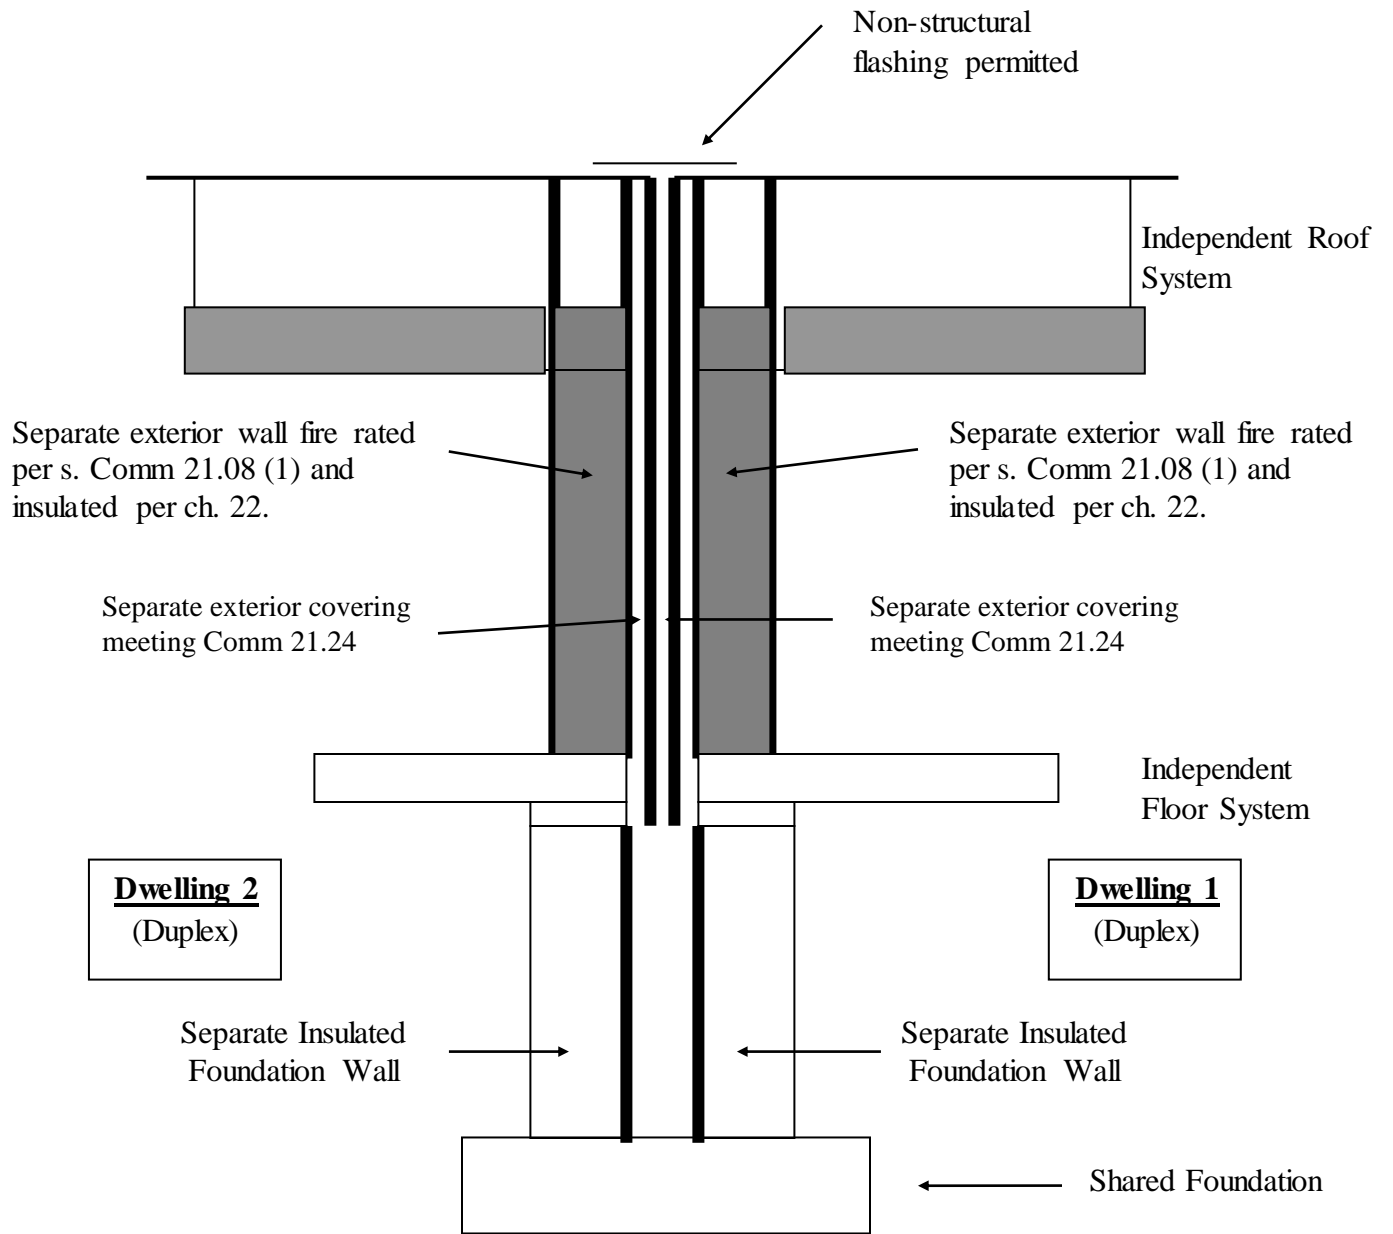 Non-structural
flashing permitted
Independent Roof
System
Separate exterior wall fire rated
per s. Comm 21.08 (1) and
insulated per ch. 22.
Separate exterior wall fire rated
per s. Comm 21.08 (1) and
insulated per ch. 22.
Separate exterior covering
meeting Comm 21.24
Separate exterior covering
meeting Comm 21.24
Independent
Floor System
Dwelling 2
(Duplex)
Dwelling 1
(Duplex)
Separate Insulated
Foundation Wall
Separate Insulated
Foundation Wall
Shared Foundation